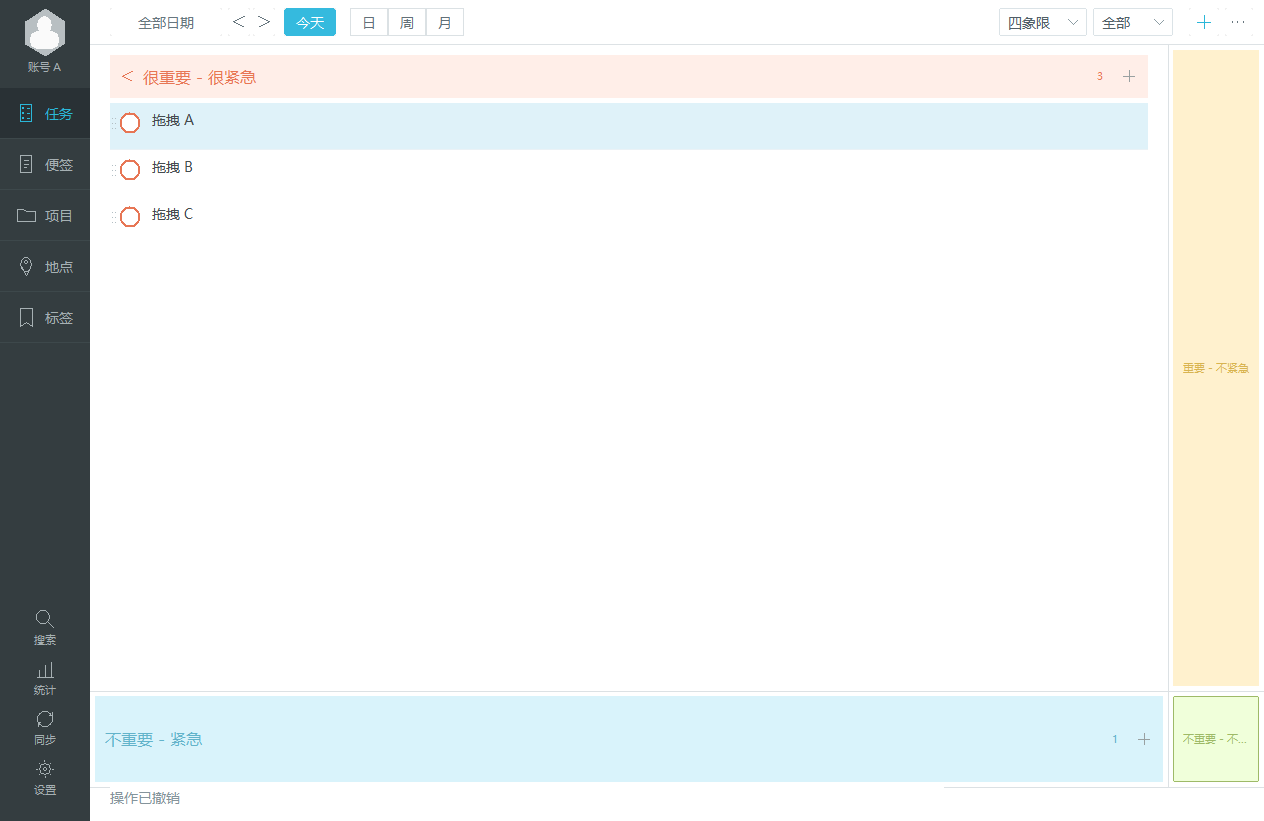 账号 A
任务
便签
项目
地点
标签
搜索
统计
同步
设置
全部日期 < > 今天 日 周 月 四象限 全部 + ...
< 很重要 - 很紧急 3 +
拖拽 A
拖拽 B
拖拽 C
重要 - 不紧急
不重要 - 紧急 1 +
不重要 - 不...
操作已撤销